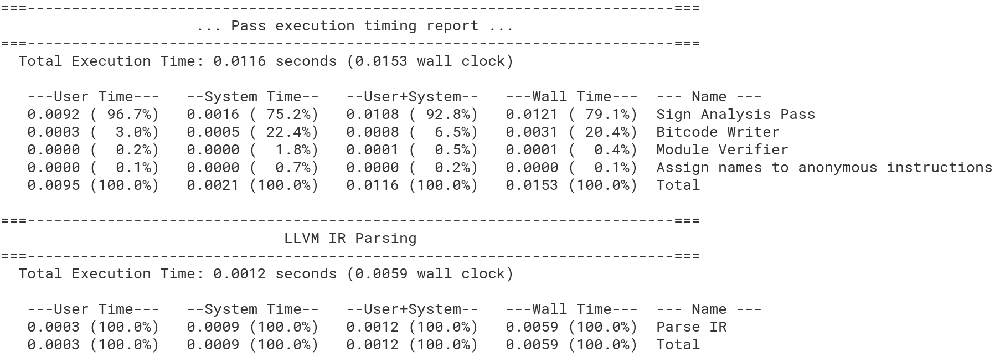 ===-------------------------------------------------------------------------===
                      ... Pass execution timing report ...
===-------------------------------------------------------------------------===
  Total Execution Time: 0.0116 seconds (0.0153 wall clock)

   ---User Time---   --System Time--   --User+System--   ---Wall Time---  --- Name ---
   0.0092 ( 96.7%)   0.0016 ( 75.2%)   0.0108 ( 92.8%)   0.0121 ( 79.1%)  Sign Analysis Pass
   0.0003 (  3.0%)   0.0005 ( 22.4%)   0.0008 (  6.5%)   0.0031 ( 20.4%)  Bitcode Writer
   0.0000 (  0.2%)   0.0000 (  1.8%)   0.0001 (  0.5%)   0.0001 (  0.4%)  Module Verifier
   0.0000 (  0.1%)   0.0000 (  0.7%)   0.0000 (  0.2%)   0.0000 (  0.1%)  Assign names to anonymous instructions
   0.0095 (100.0%)   0.0021 (100.0%)   0.0116 (100.0%)   0.0153 (100.0%)  Total

===-------------------------------------------------------------------------===
                                LLVM IR Parsing
===-------------------------------------------------------------------------===
  Total Execution Time: 0.0012 seconds (0.0059 wall clock)

   ---User Time---   --System Time--   --User+System--   ---Wall Time---  --- Name ---
   0.0003 (100.0%)   0.0009 (100.0%)   0.0012 (100.0%)   0.0059 (100.0%)  Parse IR
   0.0003 (100.0%)   0.0009 (100.0%)   0.0012 (100.0%)   0.0059 (100.0%)  Total